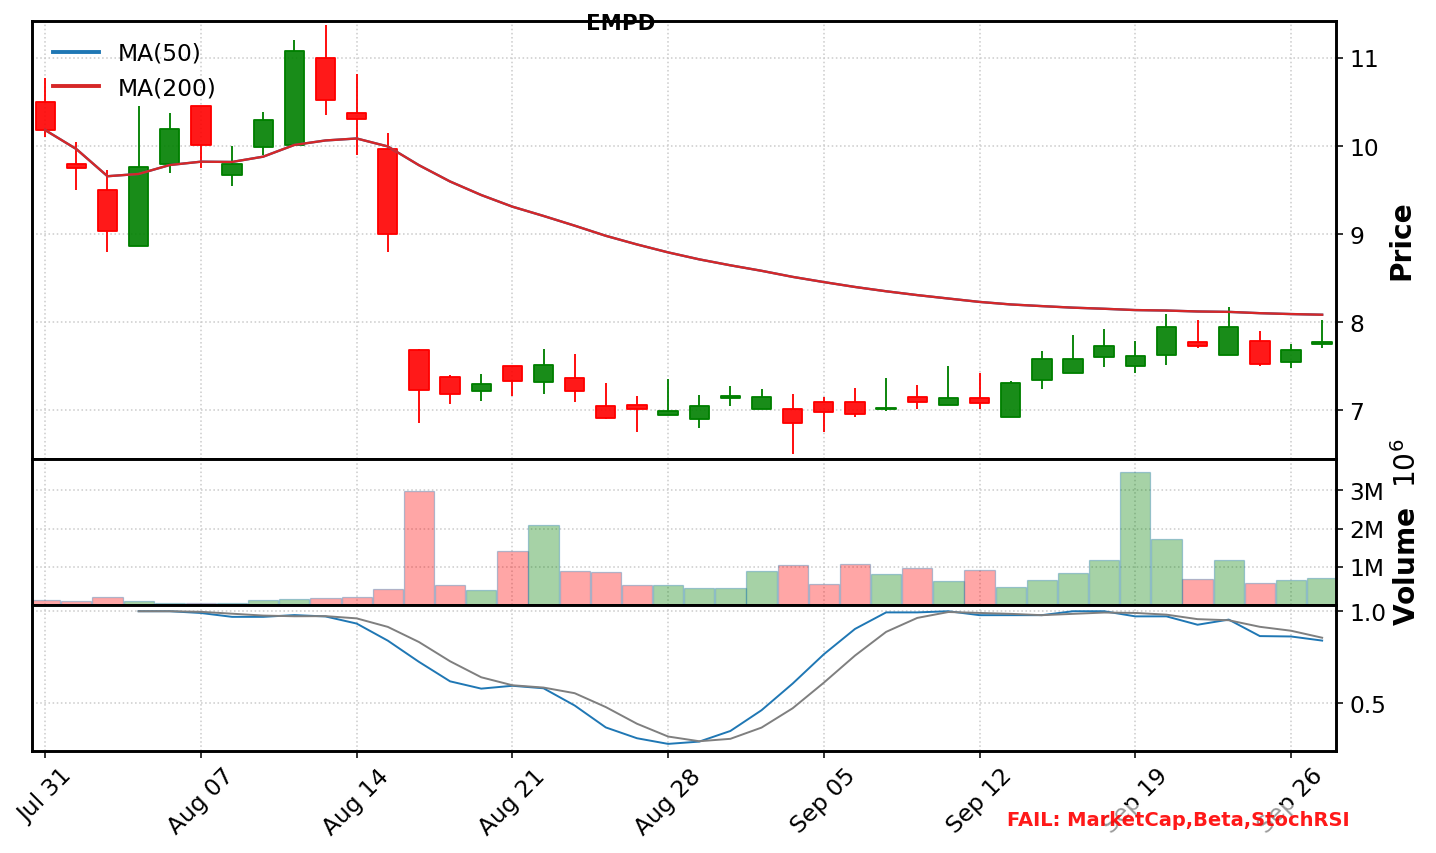 EMPD
MA(50)
MA(200)
11
10
9
8
7
Price
3M
2M
1M
Volume 10^6
1.0
0.5
Jul 31
Aug 07
Aug 14
Aug 21
Aug 28
Sep 05
Sep 12
Sep 19
Sep 26
FAIL: MarketCap,Beta,StochRSI